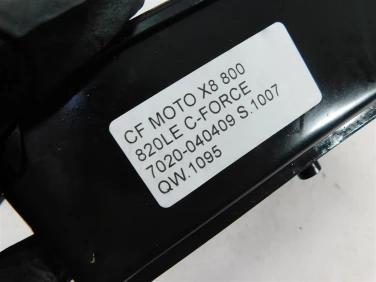 CF MOTO X8 800
820LE C-FORCE
7020-040409 S.1007
QW.1095